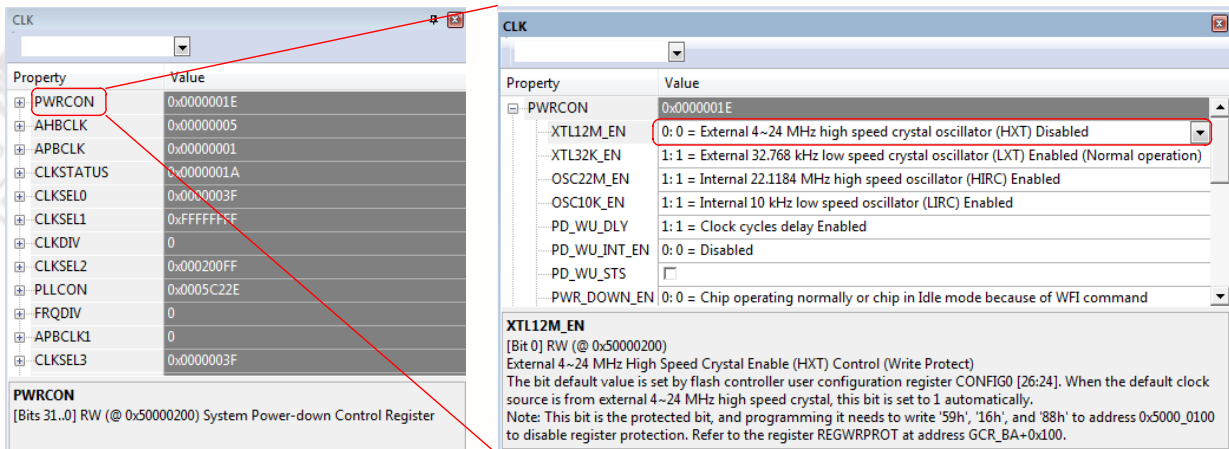 CLK
Property Value
PWRCON 0x0000001E
AHBCLK 0x00000005
APBCLK 0x00000001
CLKSTATUS 0x0000001A
CLKSEL0 0x0000003F
CLKSEL1 0xFFFFFFFF
CLKDIV 0
CLKSEL2 0x000200FF
PLLCON 0x0005C22E
FRQDIV 0
APBCLK1 0
CLKSEL3 0x0000003F
PWRCON
[Bits 31..0] RW (@ 0x50000200) System Power-down Control Register
CLK
Property Value
PWRCON 0x0000001E
XTL12M_EN 0: 0 = External 4~24 MHz high speed crystal oscillator (HXT) Disabled
XTL32K_EN 1: 1 = External 32.768 kHz low speed crystal oscillator (LXT) Enabled (Normal operation)
OSC22M_EN 1: 1 = Internal 22.1184 MHz high speed oscillator (HIRC) Enabled
OSC10K_EN 1: 1 = Internal 10 kHz low speed oscillator (LIRC) Enabled
PD_WU_DLY 1: 1 = Clock cycles delay Enabled
PD_WU_INT_EN 0: 0 = Disabled
PD_WU_STS
PWR_DOWN_EN 0: 0 = Chip operating normally or chip in Idle mode because of WFI command
XTL12M_EN
[Bit 0] RW (@ 0x50000200)
External 4~24 MHz High Speed Crystal Enable (HXT) Control (Write Protect)
The bit default value is set by flash controller user configuration register CONFIG0 [26:24]. When the default clock
source is from external 4~24 MHz high speed crystal, this bit is set to 1 automatically.
Note: This bit is the protected bit, and programming it needs to write '59h', '16h', and '88h' to address 0x5000_0100
to disable register protection. Refer to the register REGWRPROT at address GCR_BA+0x100.